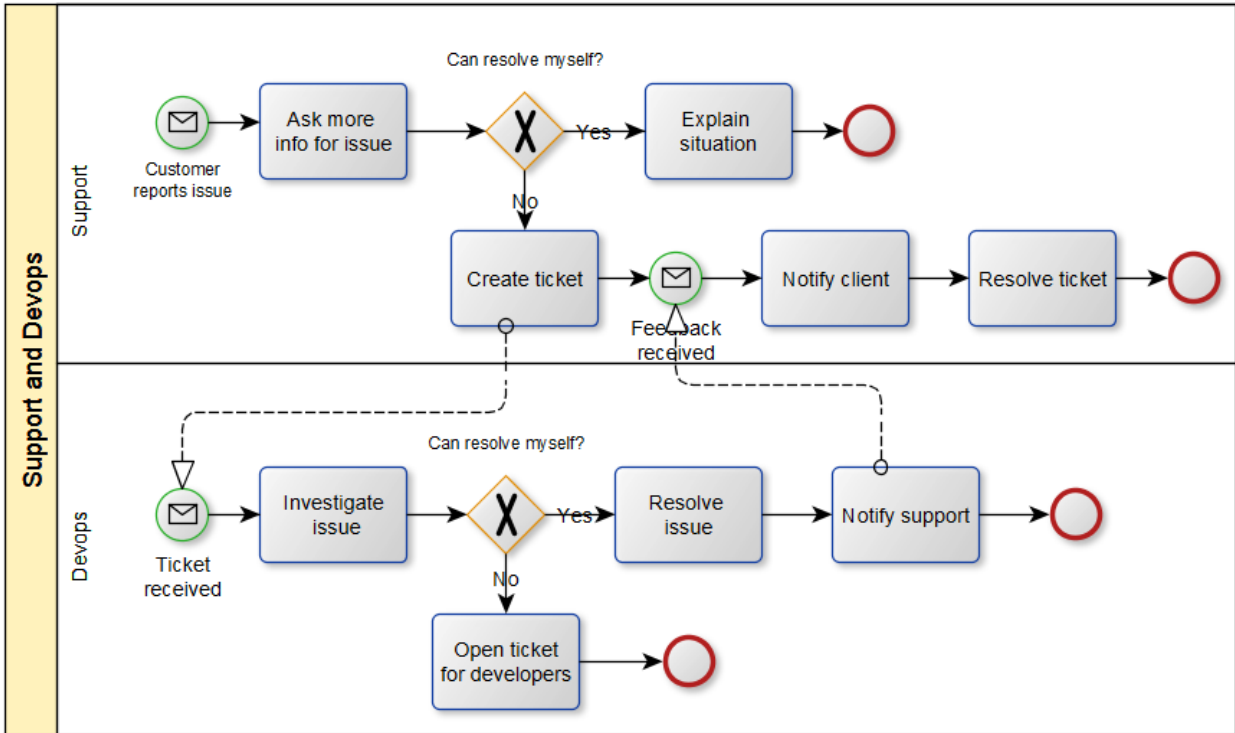 Support and Devops
Support
Can resolve myself?
Customer
reports issue
Ask more
info for issue
Yes
Explain
situation
No
Create ticket
Feedback
received
Notify client
Resolve ticket
Devops
Can resolve myself?
Ticket
received
Investigate
issue
Yes
Resolve
issue
Notify support
No
Open ticket
for developers